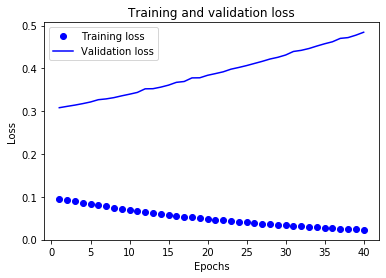 Training and validation loss
Training loss
Validation loss
0.5
0.4
0.3
0.2
0.1
0.0
Loss
0 5 10 15 20 25 30 35 40
Epochs